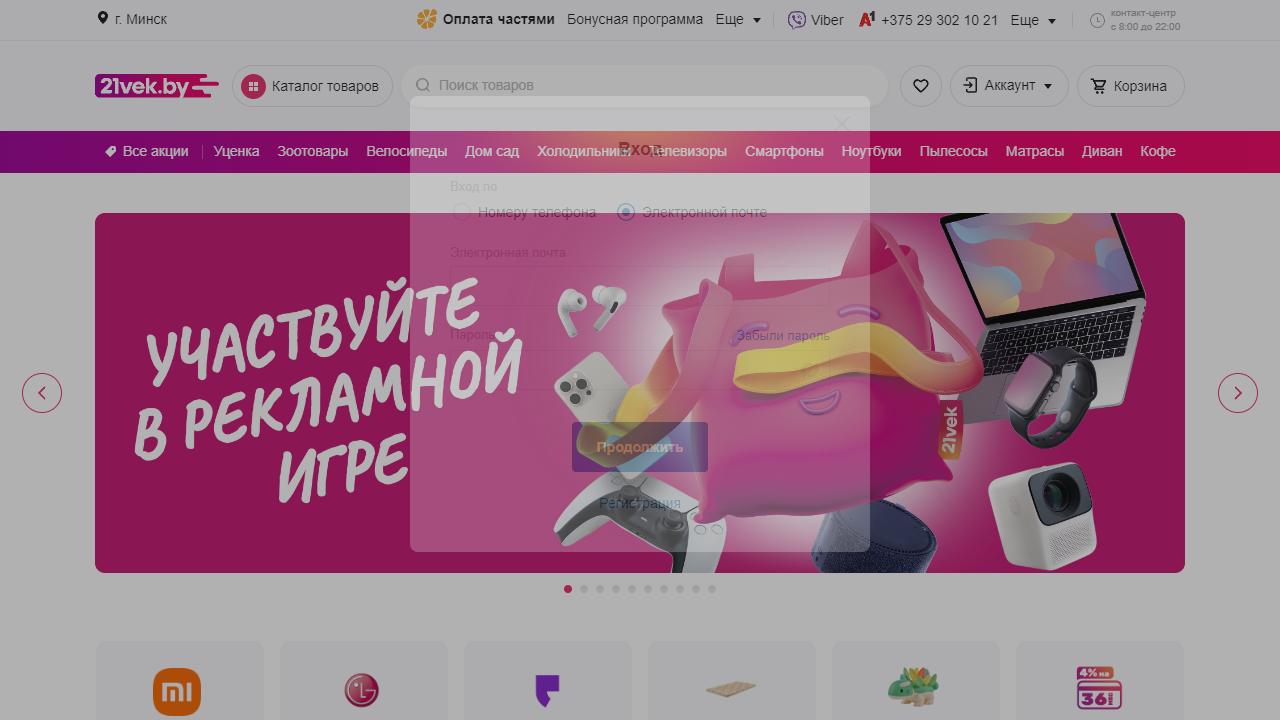 г. Минск
Оплата частями
Бонусная программа
Еще
Viber
A1 +375 29 302 10 21
Еще
контакт-центр
с 8:00 до 22:00
21vek.by
Каталог товаров
Поиск товаров
Аккаунт
Корзина
Все акции
Уценка
Зоотовары
Велосипеды
Дом сад
Холодильники
Телевизоры
Смартфоны
Ноутбуки
Пылесосы
Матрасы
Диван
Кофе
Вход
Вход по
Номеру телефона
Электронной почте
Электронная почта
Пароль
Забыли пароль
Продолжить
Регистрация
УЧАСТВУЙТЕ
В РЕКЛАМНОЙ
ИГРЕ
21vek
mi
LG
4% на
36 мес